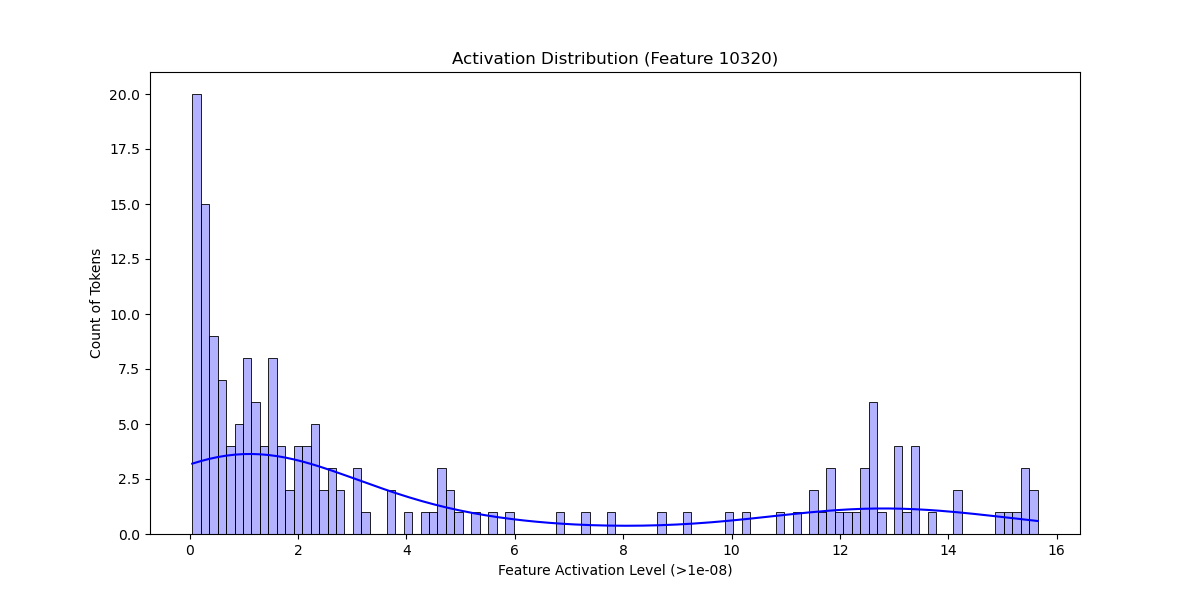 Activation Distribution (Feature 10320)
20.0
17.5
15.0
12.5
10.0
7.5
5.0
2.5
0.0
Count of Tokens
0 2 4 6 8 10 12 14 16
Feature Activation Level (>1e-08)